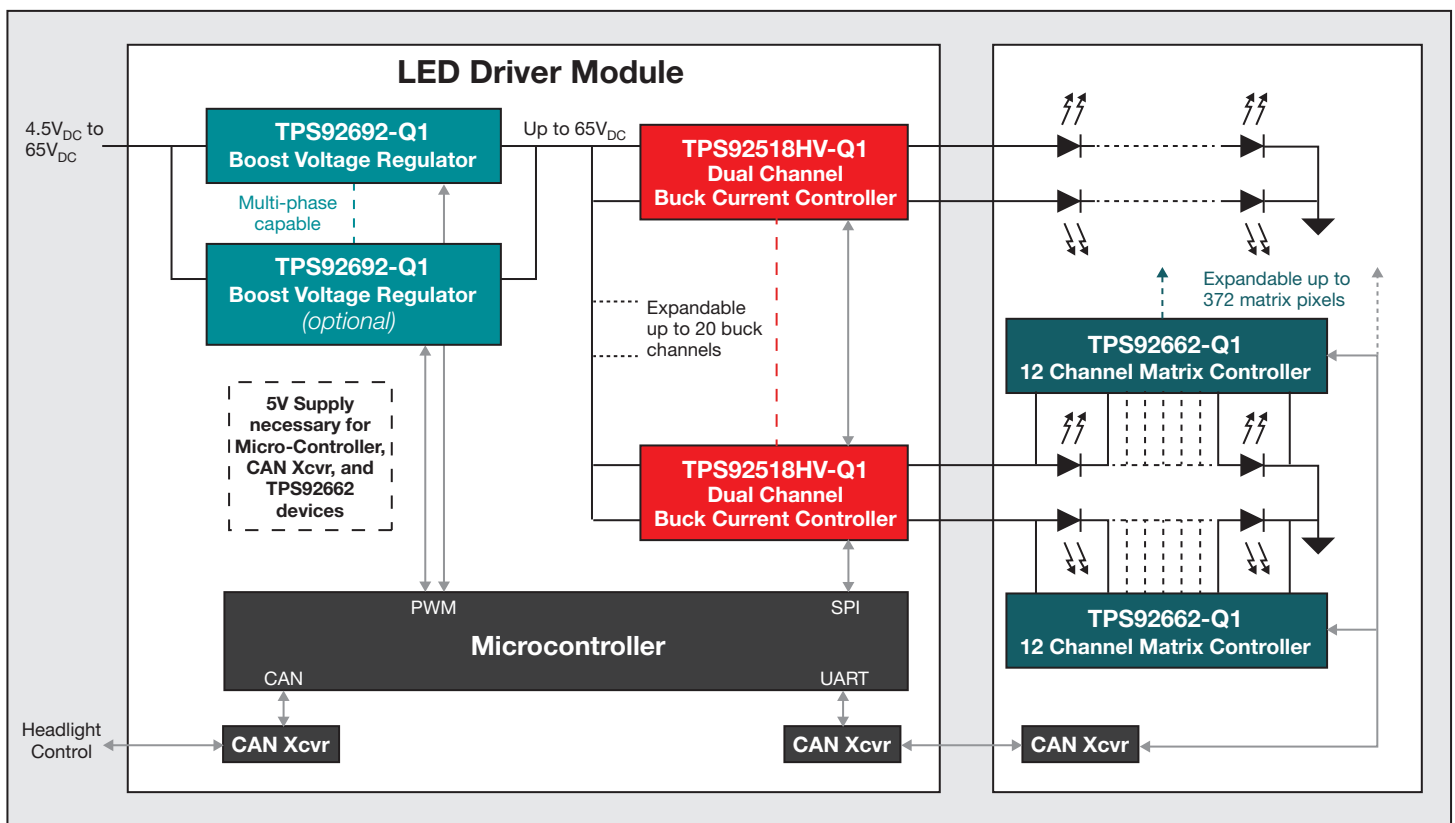 LED Driver Module
4.5VDC to
65VDC
TPS92692-Q1
Boost Voltage Regulator
Multi-phase
capable
TPS92692-Q1
Boost Voltage Regulator
(optional)
Up to 65VDC
TPS92518HV-Q1
Dual Channel
Buck Current Controller
Expandable
up to 20 buck
channels
TPS92518HV-Q1
Dual Channel
Buck Current Controller
5V Supply
necessary for
Micro-Controller,
CAN Xcvr, and
TPS92662
devices
PWM
SPI
Microcontroller
CAN
UART
Headlight
Control
CAN Xcvr
CAN Xcvr
Expandable up to
372 matrix pixels
TPS92662-Q1
12 Channel Matrix Controller
TPS92662-Q1
12 Channel Matrix Controller
CAN Xcvr